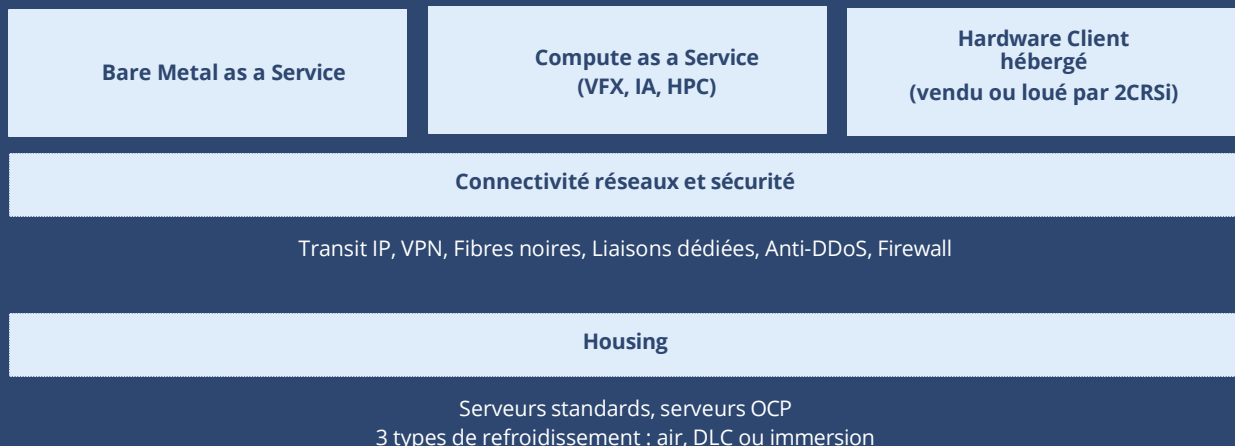 Bare Metal as a Service
Compute as a Service
(VFX, IA, HPC)
Hardware Client
hébergé
(vendu ou loué par 2CRSi)
Connectivité réseaux et sécurité
Transit IP, VPN, Fibres noires, Liaisons dédiées, Anti-DDoS, Firewall
Housing
Serveurs standards, serveurs OCP
3 types de refroidissement : air, DLC ou immersion